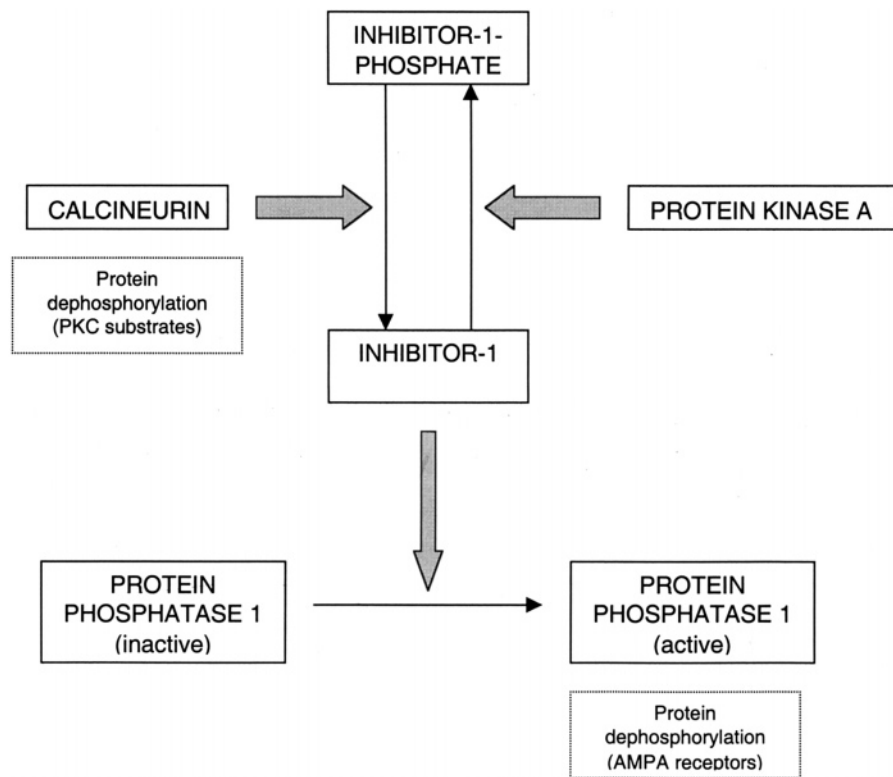 INHIBITOR-1-
PHOSPHATE
CALCINEURIN
PROTEIN KINASE A
Protein
dephosphorylation
(PKC substrates)
INHIBITOR-1
PROTEIN
PHOSPHATASE 1
(inactive)
PROTEIN
PHOSPHATASE 1
(active)
Protein
dephosphorylation
(AMPA receptors)